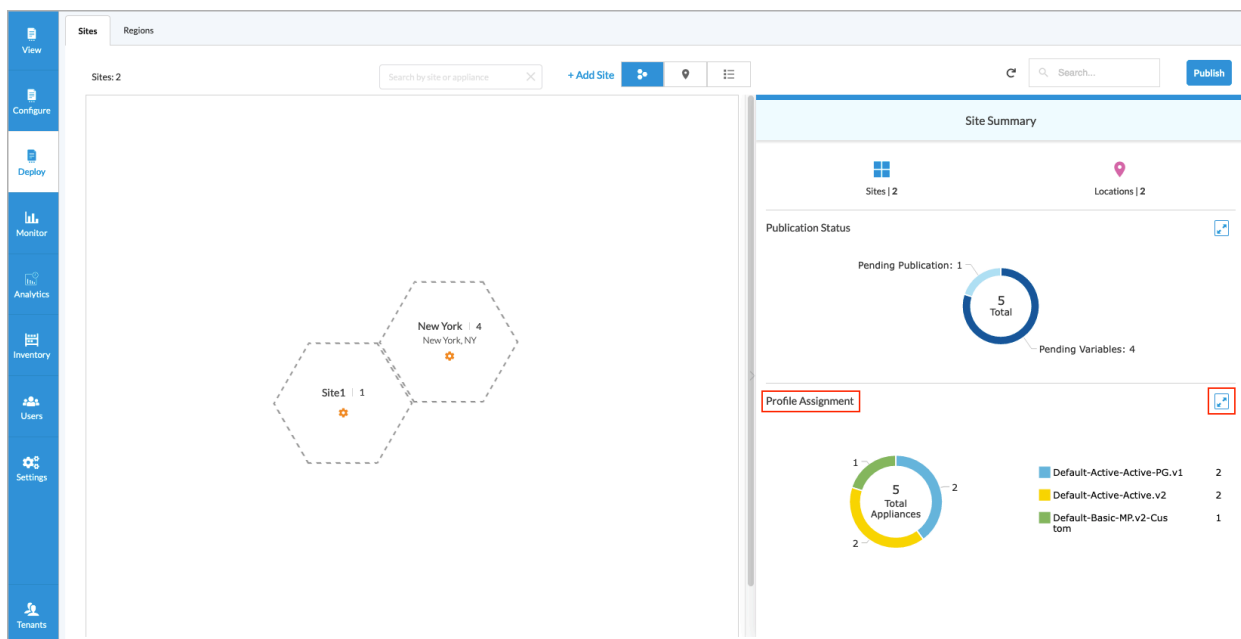 View
Configure
Deploy
Monitor
Analytics
Inventory
Users
Settings
Tenants
Sites Regions
Sites: 2
Search by site or appliance
+ Add Site
Search...
Publish
New York | 4
New York, NY
Site1 | 1
Site Summary
Sites | 2
Locations | 2
Publication Status
Pending Publication: 1
5
Total
Pending Variables: 4
Profile Assignment
1
2
2
5
Total
Appliances
Default-Active-Active-PG.v1 2
Default-Active-Active.v2 2
Default-Basic-MP.v2-Cus 1
tom